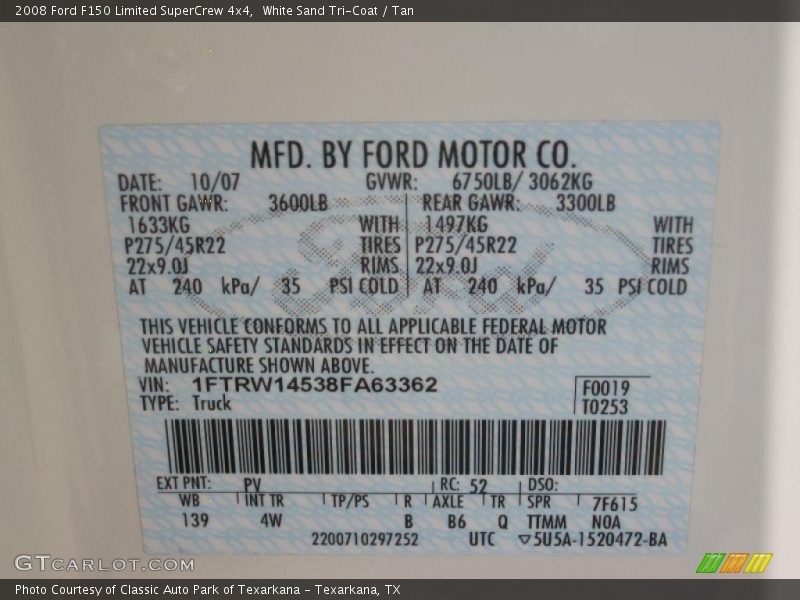 2008 Ford F150 Limited SuperCrew 4x4,  White Sand Tri-Coat / Tan
MFD. BY FORD MOTOR CO.
DATE: 10/07 GVWR: 6750LB/ 3062KG
FRONT GAWR: 3600LB REAR GAWR: 3300LB
1633KG WITH 1497KG WITH
P275/45R22 TIRES P275/45R22 TIRES
22x9.0J RIMS 22x9.0J RIMS
AT 240 kPa/ 35 PSI COLD AT 240 kPa/ 35 PSI COLD
Ford
THIS VEHICLE CONFORMS TO ALL APPLICABLE FEDERAL MOTOR
VEHICLE SAFETY STANDARDS IN EFFECT ON THE DATE OF
MANUFACTURE SHOWN ABOVE.
VIN: 1FTRW14538FA63362 F0019
TYPE: Truck T0253
EXT PNT: PV RC: 52 DSO:
WB INT TR TP/PS R AXLE TR SPR 7F615
139 4W B B6 Q TTMM N0A
2200710297252 UTC ▽5U5A-1520472-BA
GTCARLOT.COM
Photo Courtesy of Classic Auto Park of Texarkana - Texarkana, TX